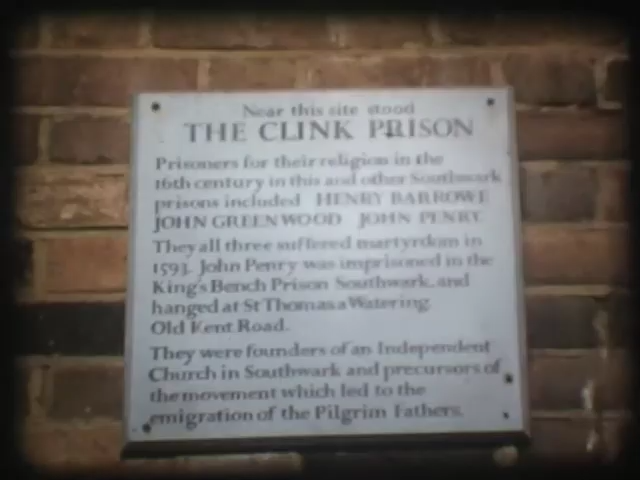 Near this site stood
THE CLINK PRISON
Prisoners for their religion in the
16th century in this and other Southwark
prisons included HENRY BARROWE
JOHN GREENWOOD JOHN PENRY
They all three suffered martyrdom in
1593. John Penry was imprisoned in the
King's Bench Prison Southwark, and
hanged at St Thomas a Watering
Old Kent Road.
They were founders of an Independent
Church in Southwark and precursors of
the movement which led to the
emigration of the Pilgrim Fathers.